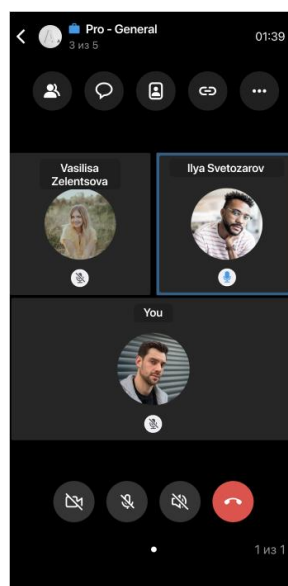 Pro - General
3 из 5
01:39
Vasilisa
Zelentsova
Ilya Svetozarov
You
1 из 1